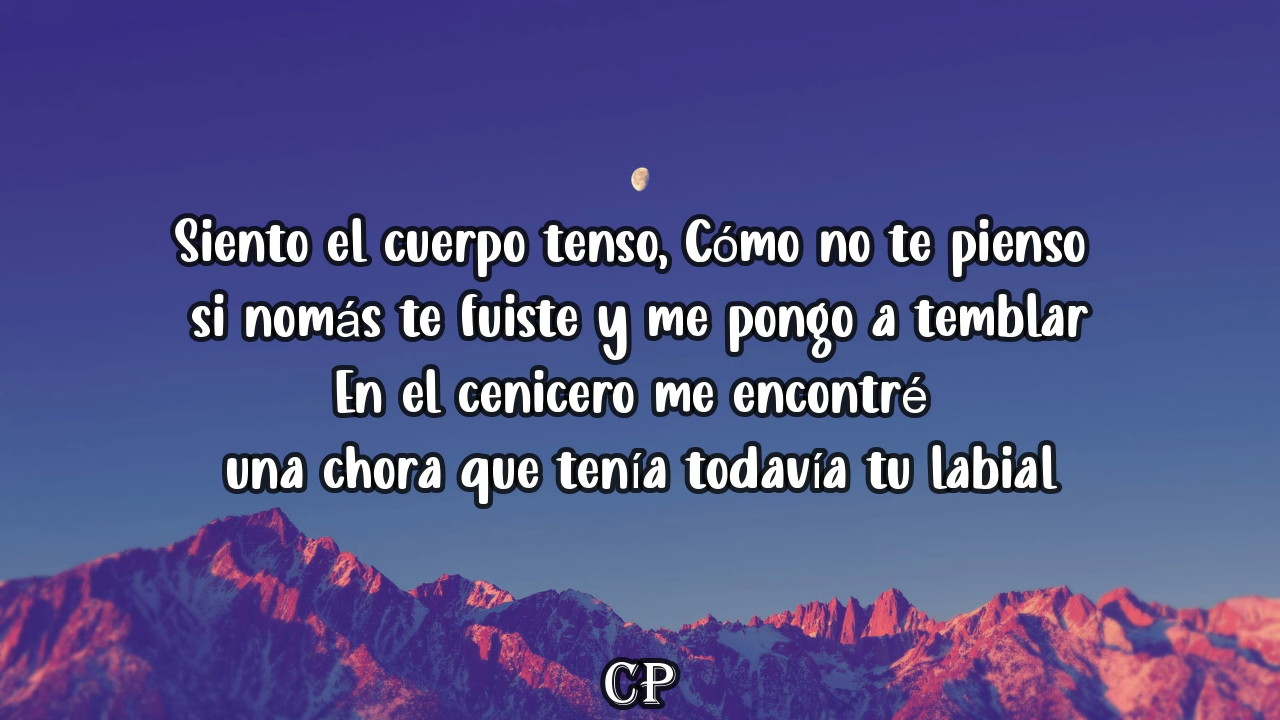 Siento el cuerpo tenso, Cómo no te pienso
si nomás te fuiste y me pongo a temblar
En el cenicero me encontré
una chora que tenía todavía tu labial
CP